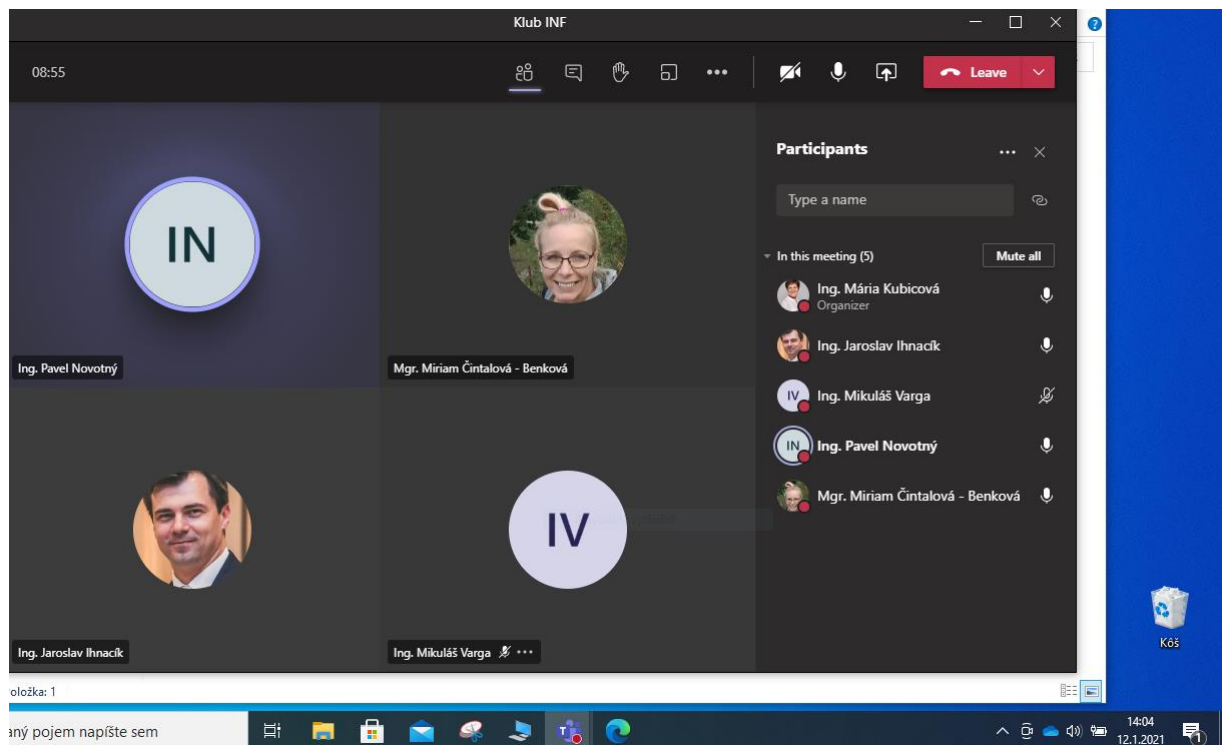 Klub INF
08:55
Leave
IN
Ing. Pavel Novotný
Mgr. Miriam Čintalová - Benková
Ing. Jaroslav Ihnacík
IV
Ing. Mikuláš Varga
Participants
Type a name
In this meeting (5)
Mute all
Ing. Mária Kubicová
Organizer
Ing. Jaroslav Ihnacík
IV
Ing. Mikuláš Varga
IN
Ing. Pavel Novotný
Mgr. Miriam Čintalová - Benková
Kôš
oložka: 1
aný pojem napíšte sem
14:04
12.1.2021
1